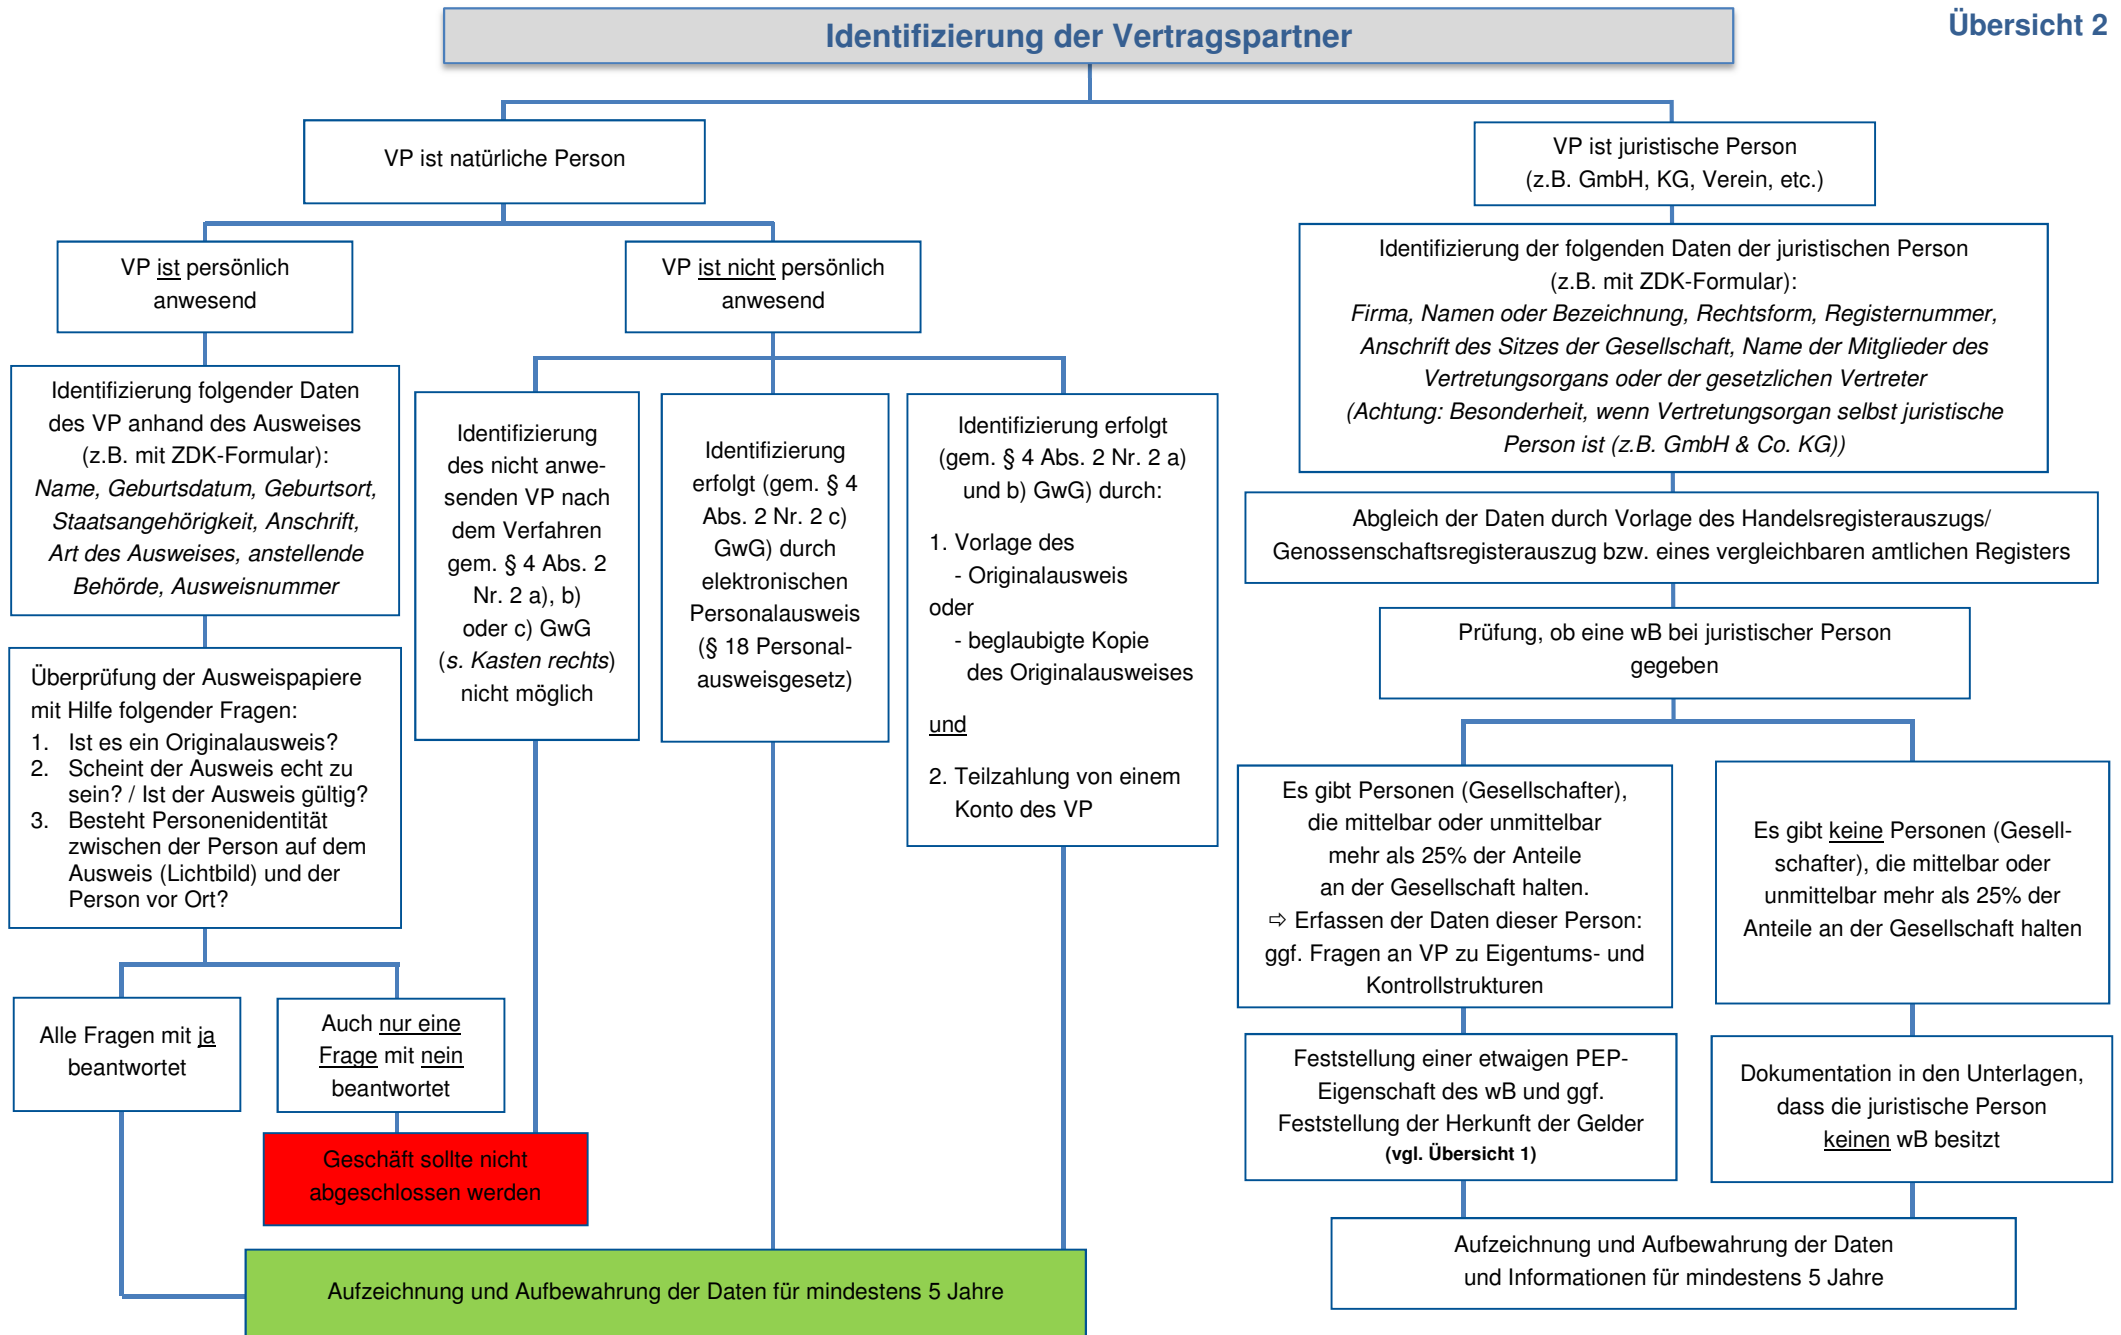 Übersicht 2
Identifizierung der Vertragspartner
VP ist natürliche Person
VP ist juristische Person
(z.B. GmbH, KG, Verein, etc.)
VP ist persönlich
anwesend
VP ist nicht persönlich
anwesend
Identifizierung folgender Daten
des VP anhand des Ausweises
(z.B. mit ZDK-Formular):
Name, Geburtsdatum, Geburtsort,
Staatsangehörigkeit, Anschrift,
Art des Ausweises, anstellende
Behörde, Ausweisnummer
Überprüfung der Ausweispapiere
mit Hilfe folgender Fragen:
1. Ist es ein Originalausweis?
2. Scheint der Ausweis echt zu
sein? / Ist der Ausweis gültig?
3. Besteht Personenidentität
zwischen der Person auf dem
Ausweis (Lichtbild) und der
Person vor Ort?
Alle Fragen mit ja
beantwortet
Auch nur eine
Frage mit nein
beantwortet
Identifizierung
des nicht anwe-
senden VP nach
dem Verfahren
gem. § 4 Abs. 2
Nr. 2 a), b)
oder c) GwG
(s. Kasten rechts)
nicht möglich
Geschäft sollte nicht
abgeschlossen werden
Identifizierung
erfolgt (gem. § 4
Abs. 2 Nr. 2 c)
GwG) durch
elektronischen
Personalausweis
(§ 18 Personal-
ausweisgesetz)
Identifizierung erfolgt
(gem. § 4 Abs. 2 Nr. 2 a)
und b) GwG) durch:
1. Vorlage des
- Originalausweis
oder
- beglaubigte Kopie
des Originalausweises
und
2. Teilzahlung von einem
Konto des VP
Aufzeichnung und Aufbewahrung der Daten für mindestens 5 Jahre
Identifizierung der folgenden Daten der juristischen Person
(z.B. mit ZDK-Formular):
Firma, Namen oder Bezeichnung, Rechtsform, Registernummer,
Anschrift des Sitzes der Gesellschaft, Name der Mitglieder des
Vertretungsorgans oder der gesetzlichen Vertreter
(Achtung: Besonderheit, wenn Vertretungsorgan selbst juristische
Person ist (z.B. GmbH & Co. KG))
Abgleich der Daten durch Vorlage des Handelsregisterauszugs/
Genossenschaftsregisterauszug bzw. eines vergleichbaren amtlichen Registers
Prüfung, ob eine wB bei juristischer Person
gegeben
Es gibt Personen (Gesellschafter),
die mittelbar oder unmittelbar
mehr als 25% der Anteile
an der Gesellschaft halten.
⇨ Erfassen der Daten dieser Person:
ggf. Fragen an VP zu Eigentums- und
Kontrollstrukturen
Es gibt keine Personen (Gesell-
schafter), die mittelbar oder
unmittelbar mehr als 25% der
Anteile an der Gesellschaft halten
Feststellung einer etwaigen PEP-
Eigenschaft des wB und ggf.
Feststellung der Herkunft der Gelder
(vgl. Übersicht 1)
Dokumentation in den Unterlagen,
dass die juristische Person
keinen wB besitzt
Aufzeichnung und Aufbewahrung der Daten
und Informationen für mindestens 5 Jahre